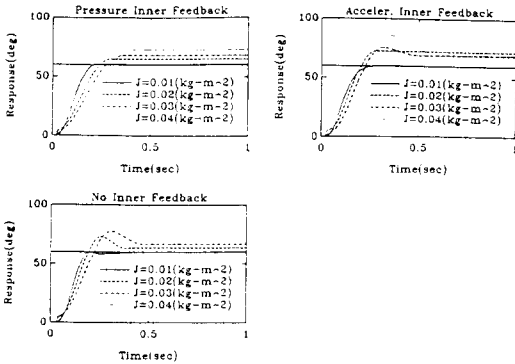 Pressure Inner Feedback
100
50
0
Response(deg)
J=0.01(kg-m^2)
J=0.02(kg-m^2)
J=0.03(kg-m^2)
J=0.04(kg-m^2)
0 0.5 1
Time(sec)
Acceler. Inner Feedback
100
50
0
Response(deg)
J=0.01(kg-m^2)
J=0.02(kg-m^2)
J=0.03(kg-m^2)
J=0.04(kg-m^2)
0 0.5 1
Time(sec)
No Inner Feedback
100
50
0
Response(deg)
J=0.01(kg-m^2)
J=0.02(kg-m^2)
J=0.03(kg-m^2)
J=0.04(kg-m^2)
0 0.5 1
Time(sec)